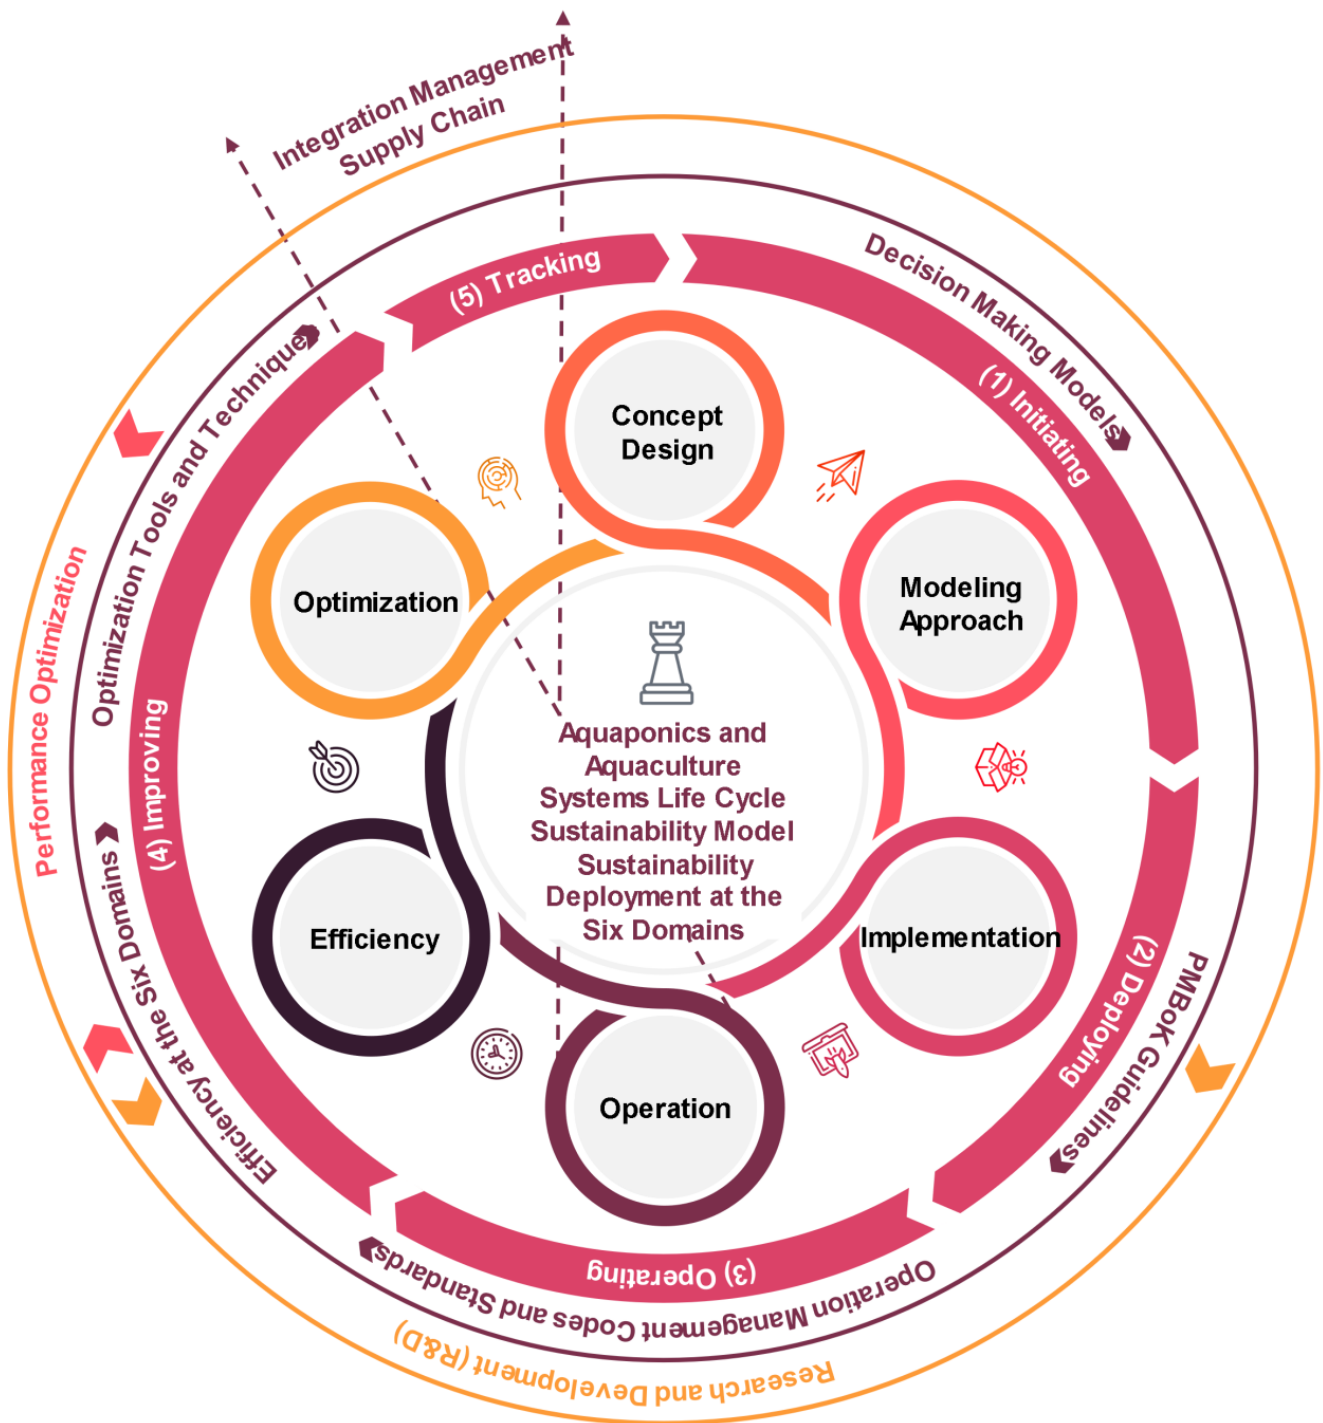 Integration Management
Supply Chain
Decision Making Models
(5) Tracking
(1) Initiating
Optimization Tools and Technique
Concept
Design
Optimization
Modeling
Approach
Performance Optimization
(4) Improving
Aquaponics and
Aquaculture
Systems Life Cycle
Sustainability Model
Sustainability
Deployment at the
Six Domains
Efficiency
Implementation
Efficiency at the Six Domains
(2) Deploying
PMBoK Guidelines
Operation
(3) Operating
Operation Management Codes and Standards
Research and Development (R&D)